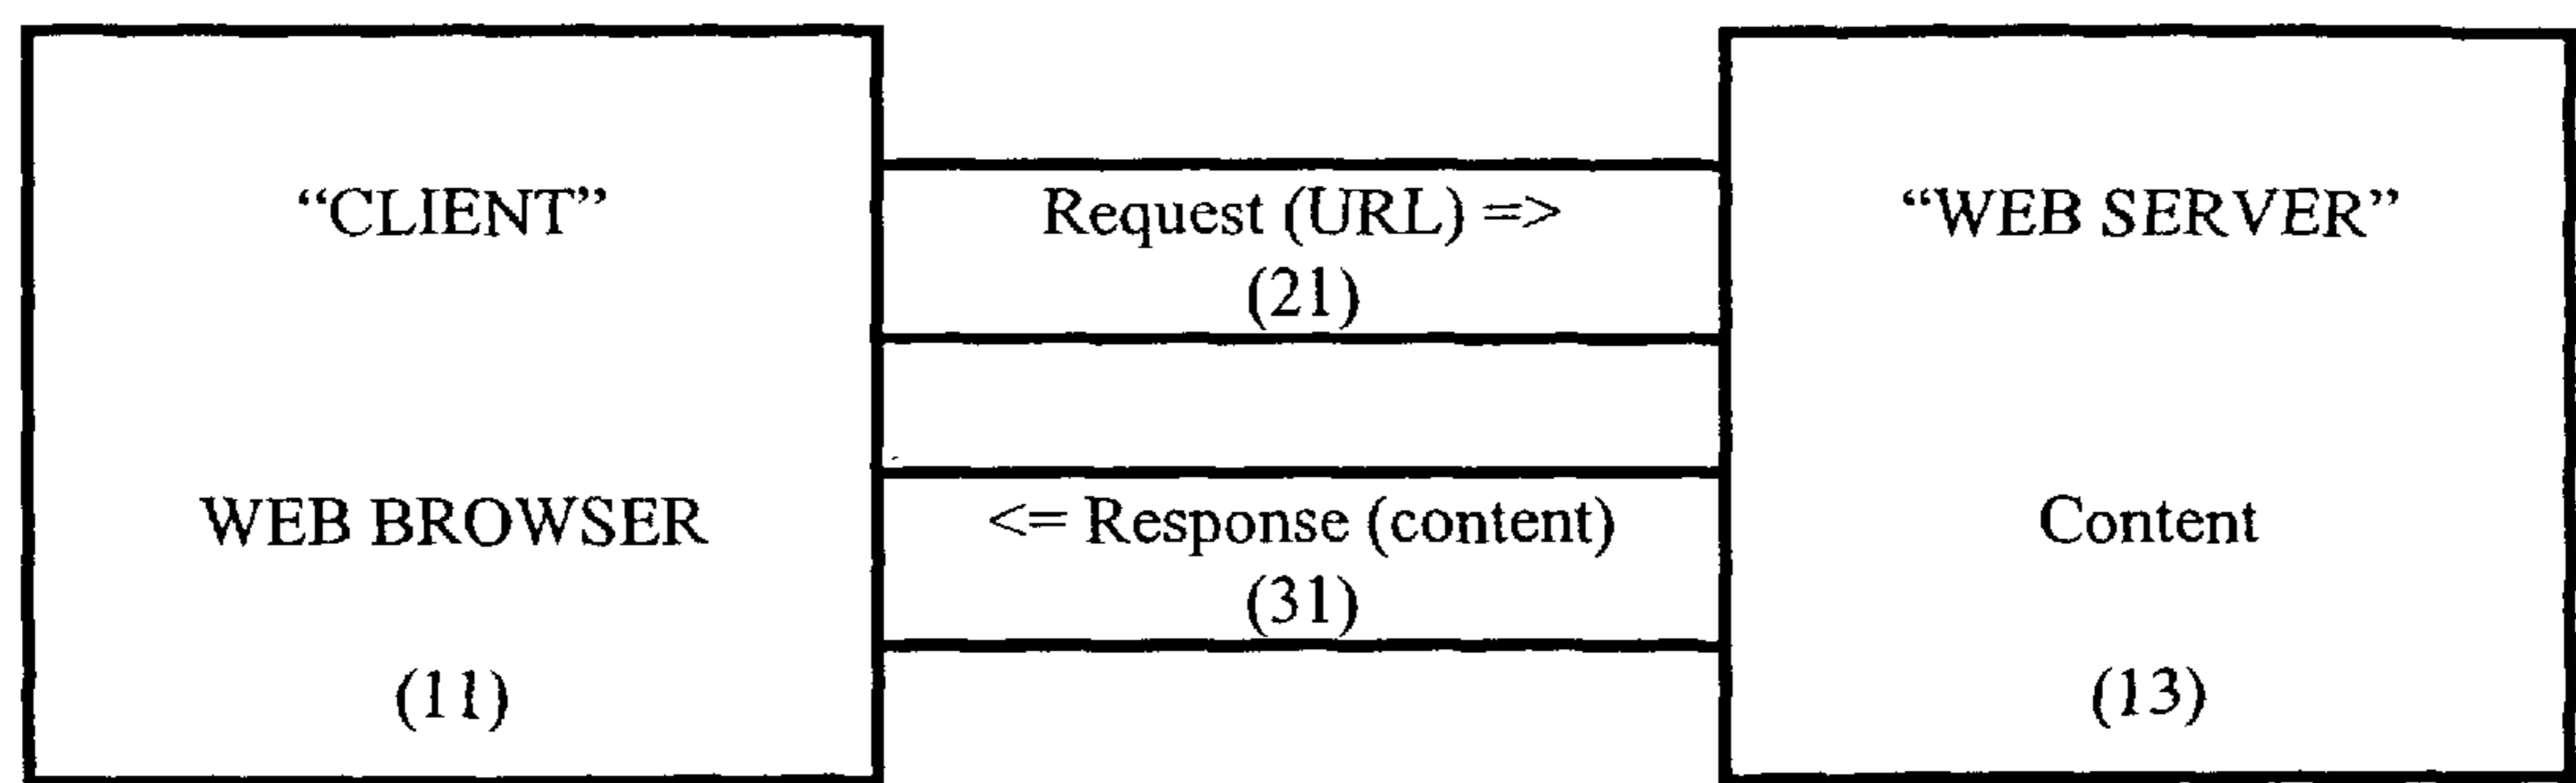 “CLIENT”
WEB BROWSER
(11)
Request (URL) =>
(21)
<= Response (content)
(31)
“WEB SERVER”
Content
(13)